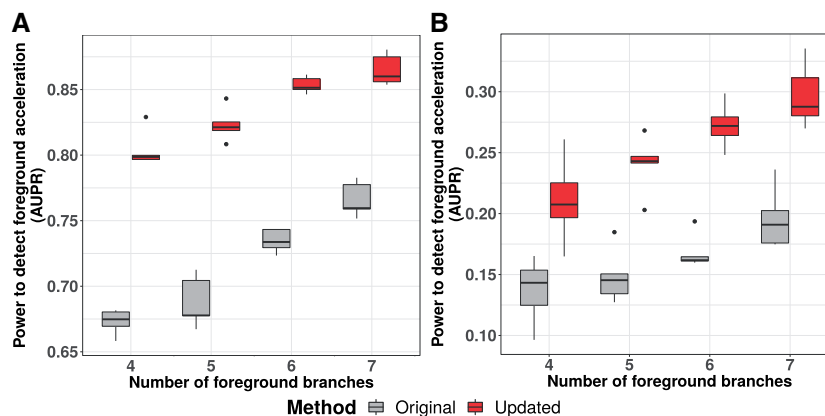 A
Power to detect foreground acceleration
(AUPR)
0.85
0.80
0.75
0.70
0.65
4 5 6 7
Number of foreground branches
B
Power to detect foreground acceleration
(AUPR)
0.30
0.25
0.20
0.15
0.10
4 5 6 7
Number of foreground branches
Method Original Updated